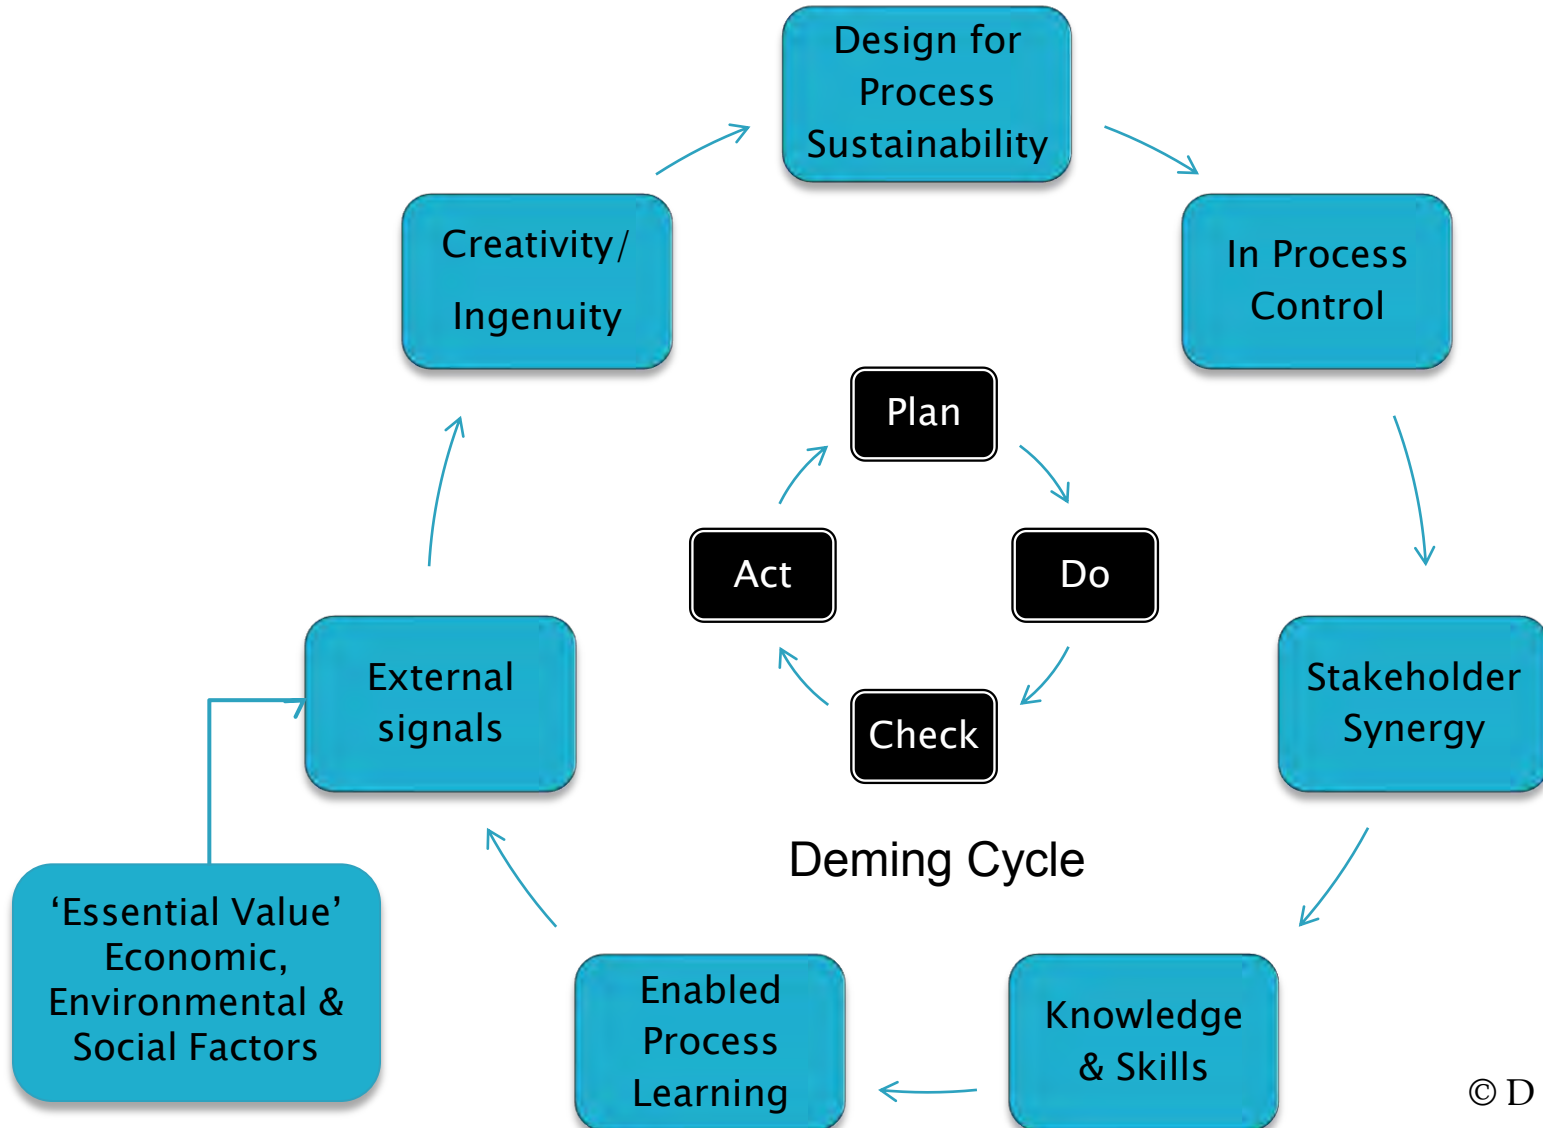 Design for
Process
Sustainability
Creativity/
Ingenuity
In Process
Control
Plan
Act
Do
Check
External
signals
Stakeholder
Synergy
Deming Cycle
‘Essential Value’
Economic,
Environmental &
Social Factors
Enabled
Process
Learning
Knowledge
& Skills
© D